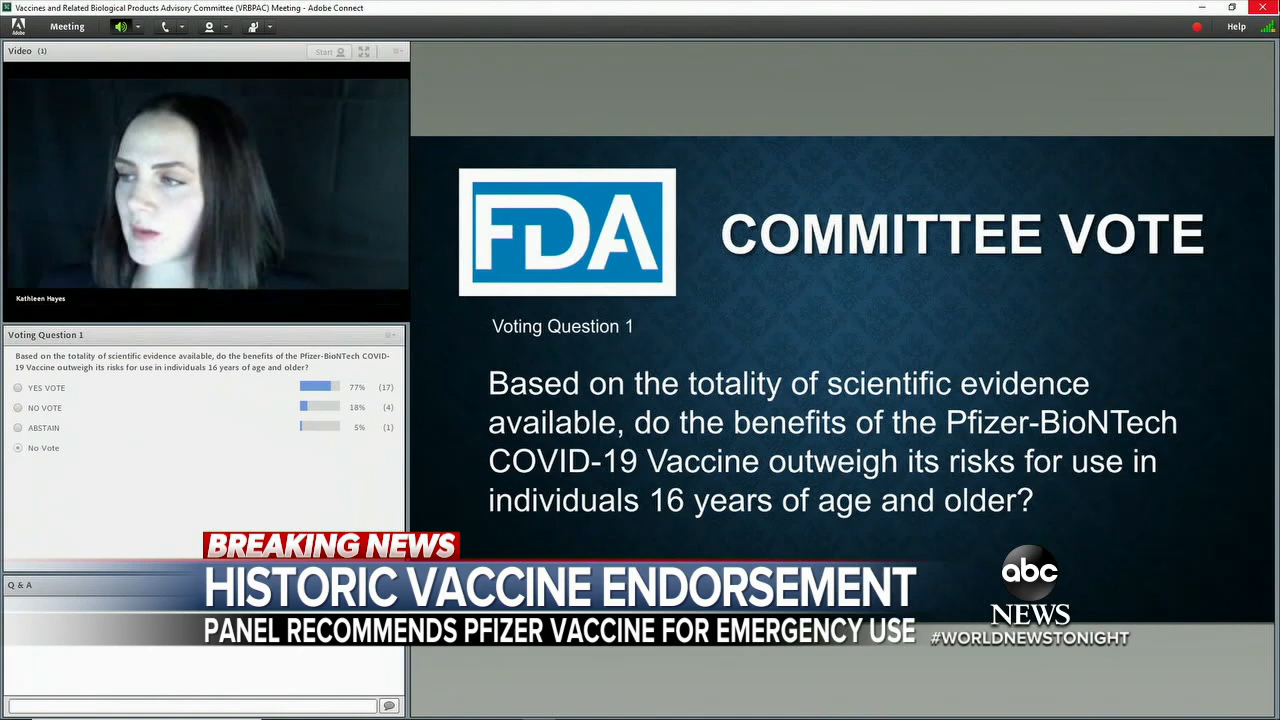 Vaccines and Related Biological Products Advisory Committee (VRBPAC) Meeting - Adobe Connect
Adobe
Meeting
Help
Video (1)
Start
Kathleen Hayes
Voting Question 1
Based on the totality of scientific evidence available, do the benefits of the Pfizer-BioNTech COVID-
19 Vaccine outweigh its risks for use in individuals 16 years of age and older?
YES VOTE 77% (17)
NO VOTE 18% (4)
ABSTAIN 5% (1)
No Vote
Q & A
FDA
COMMITTEE VOTE
Voting Question 1
Based on the totality of scientific evidence
available, do the benefits of the Pfizer-BioNTech
COVID-19 Vaccine outweigh its risks for use in
individuals 16 years of age and older?
BREAKING NEWS
HISTORIC VACCINE ENDORSEMENT
PANEL RECOMMENDS PFIZER VACCINE FOR EMERGENCY USE
abc
NEWS
#WORLDNEWSTONIGHT